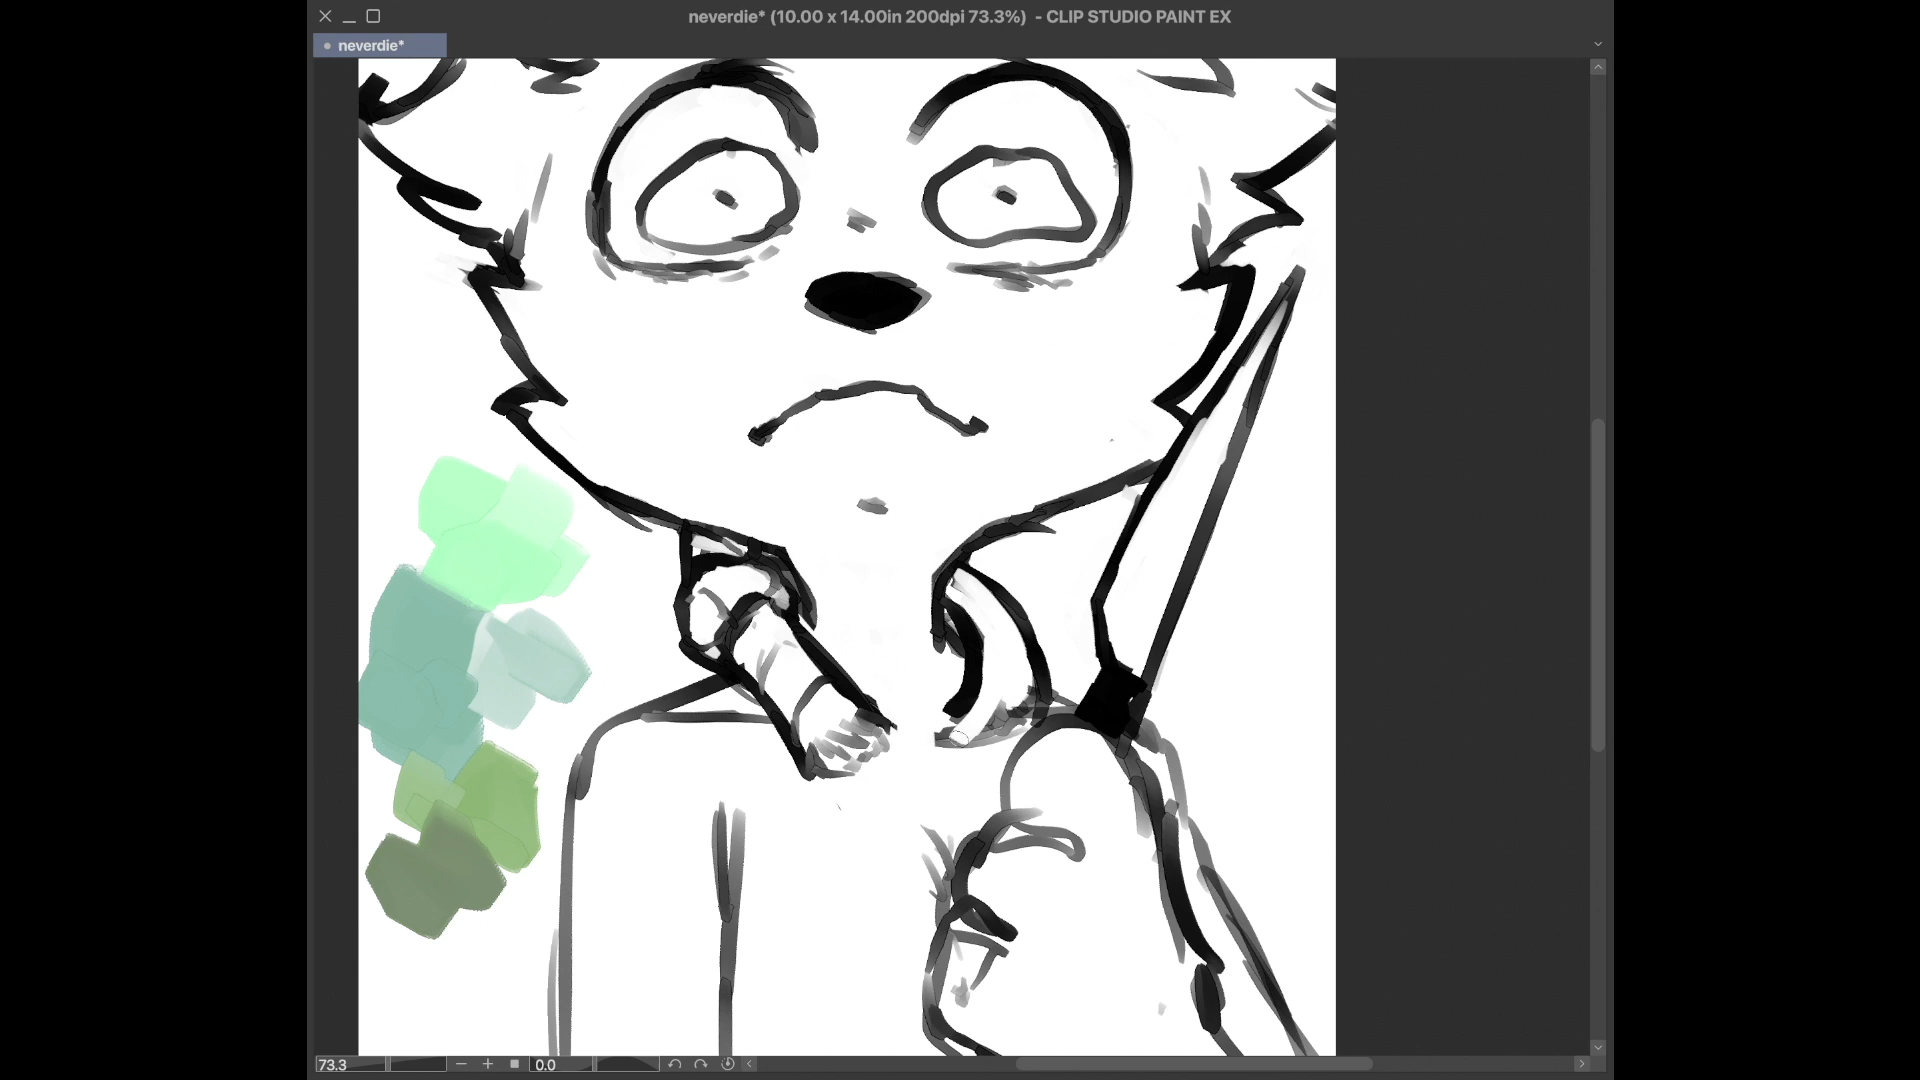 neverdie* (10.00 x 14.00in 200dpi 73.3%) - CLIP STUDIO PAINT EX
neverdie*
73.3
0.0